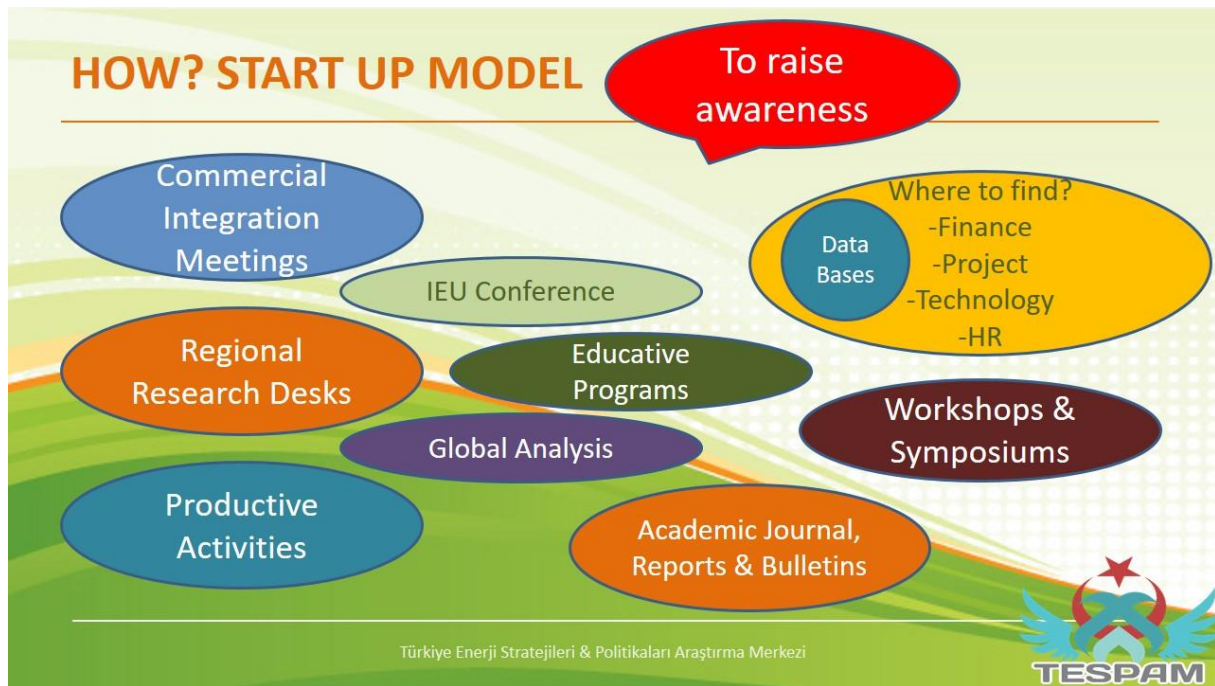 HOW? START UP MODEL
To raise
awareness
Commercial
Integration
Meetings
IEU Conference
Where to find?
-Finance
-Project
-Technology
-HR
Data
Bases
Regional
Research Desks
Educative
Programs
Workshops &
Symposiums
Global Analysis
Productive
Activities
Academic Journal,
Reports & Bulletins
Türkiye Enerji Stratejileri & Politikaları Araştırma Merkezi
TESPAM